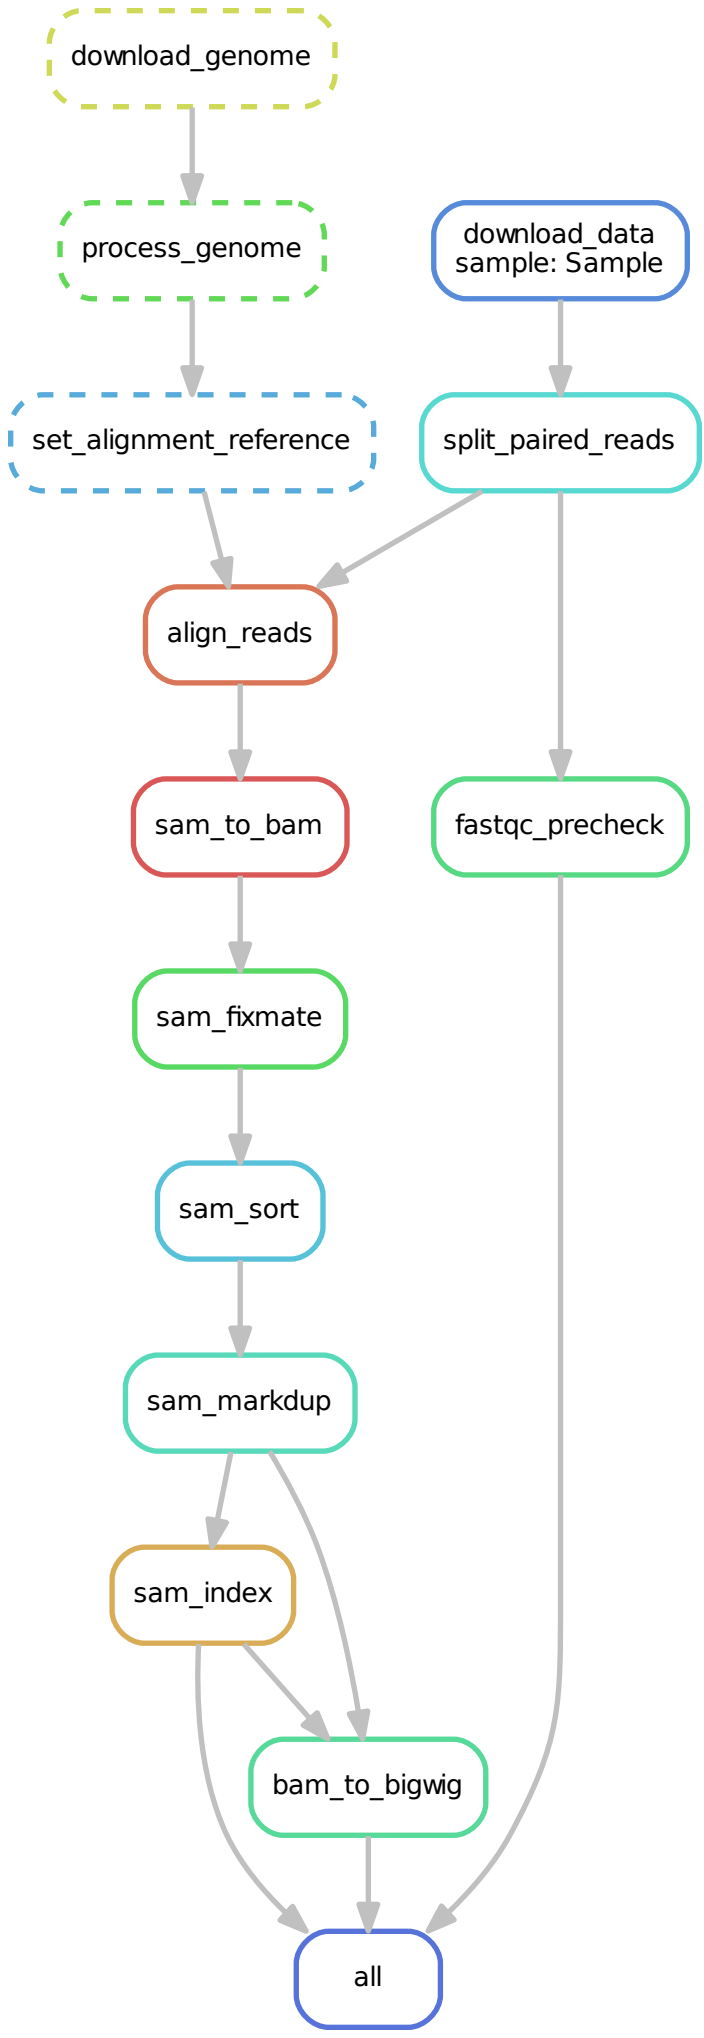 download_genome
process_genome
download_data
sample: Sample
set_alignment_reference
split_paired_reads
align_reads
sam_to_bam
fastqc_precheck
sam_fixmate
sam_sort
sam_markdup
sam_index
bam_to_bigwig
all